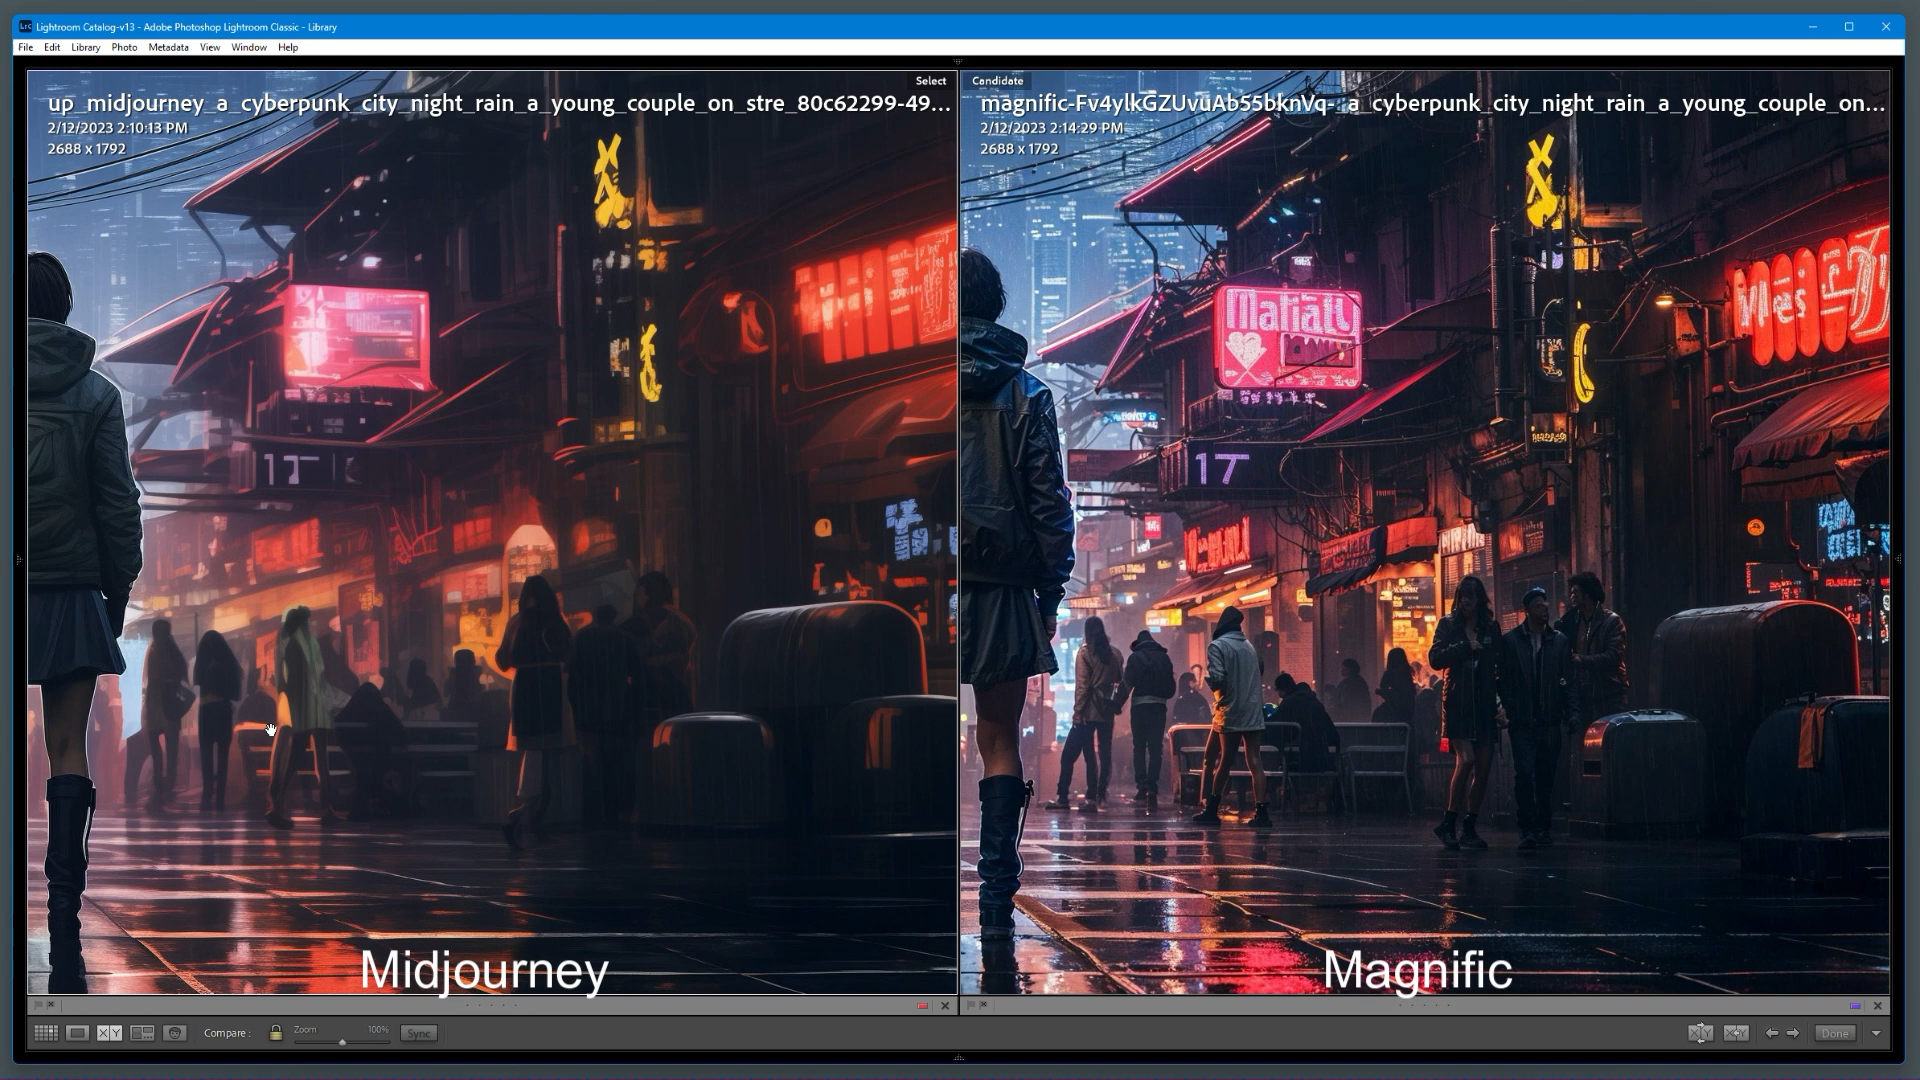 Lightroom Catalog-v13 - Adobe Photoshop Lightroom Classic - Library
File Edit Library Photo Metadata View Window Help
Select
up_midjourney_a_cyberpunk_city_night_rain_a_young_couple_on_stre_80c62299-49...
2/12/2023 2:10:13 PM
2688 x 1792
17
Midjourney
Candidate
magnific-Fv4ylkGZUvuAb55bknVq-_a_cyberpunk_city_night_rain_a_young_couple_on...
2/12/2023 2:14:29 PM
2688 x 1792
17
Magnific
Compare : Zoom 100% Sync
Done